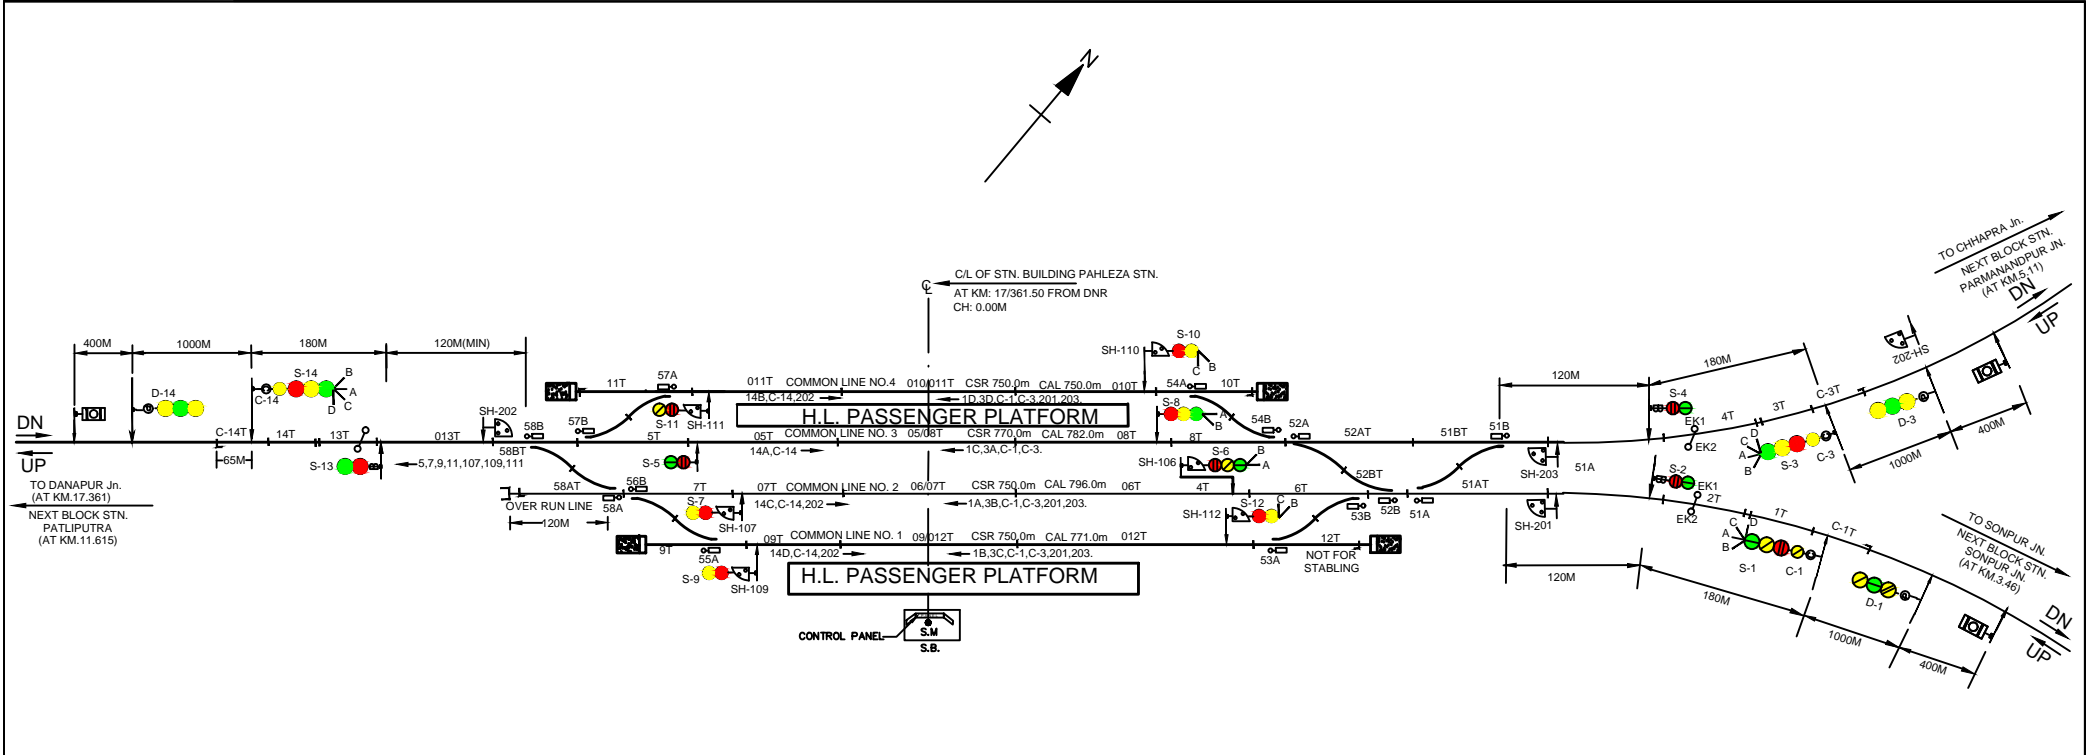 N
C/L OF STN. BUILDING PAHLEZA STN.
AT KM: 17/361.50 FROM DNR
CH: 0.00M
TO CHHAPRA Jn.
NEXT BLOCK STN.
PARMANANDPUR JN.
(AT KM.5.11)
DN
UP
400M
1000M
180M
120M(MIN)
D-14
S-14
C-14
B
A
C
D
DN
UP
TO DANAPUR Jn.
(AT KM.17.361)
NEXT BLOCK STN.
PATLIPUTRA
(AT KM.11.615)
C-14T
65M
14T
13T
013T
S-13
5,7,9,11,107,109,111
SH-202
58B
58BT
57B
57A
11T
011T
COMMON LINE NO.4
010/011T
CSR 750.0m
CAL 750.0m
010T
54A
10T
14B,C-14,202
1D,3D,C-1,C-3,201,203.
SH-110
S-10
C
B
S-11
SH-111
H.L. PASSENGER PLATFORM
S-8
A
B
54B
52A
5T
05T
COMMON LINE NO. 3
05/08T
CSR 770.0m
CAL 782.0m
08T
8T
52AT
51BT
51B
14A,C-14
1C,3A,C-1,C-3.
S-5
SH-106
S-6
B
A
52BT
SH-203
51A
58AT
56B
58A
OVER RUN LINE
120M
7T
07T
COMMON LINE NO. 2
06/07T
CSR 750.0m
CAL 796.0m
06T
4T
6T
51AT
14C,C-14,202
1A,3B,C-1,C-3,201,203.
S-7
SH-107
SH-112
S-12
C
B
53B
52B
51A
SH-201
9T
55A
09T
COMMON LINE NO. 1
09/012T
CSR 750.0m
CAL 771.0m
012T
53A
12T
14D,C-14,202
1B,3C,C-1,C-3,201,203.
NOT FOR
STABLING
S-9
SH-109
H.L. PASSENGER PLATFORM
CONTROL PANEL
S.M
S.B.
120M
180M
S-4
EK1
EK2
4T
3T
C-3T
C
D
A
B
S-3
C-3
D-3
SH-202
1000M
400M
S-2
EK1
EK2
2T
1T
C-1T
C
D
A
B
S-1
C-1
D-1
120M
180M
1000M
400M
TO SONPUR JN.
NEXT BLOCK STN.
SONPUR JN.
(AT KM.3.46)
DN
UP